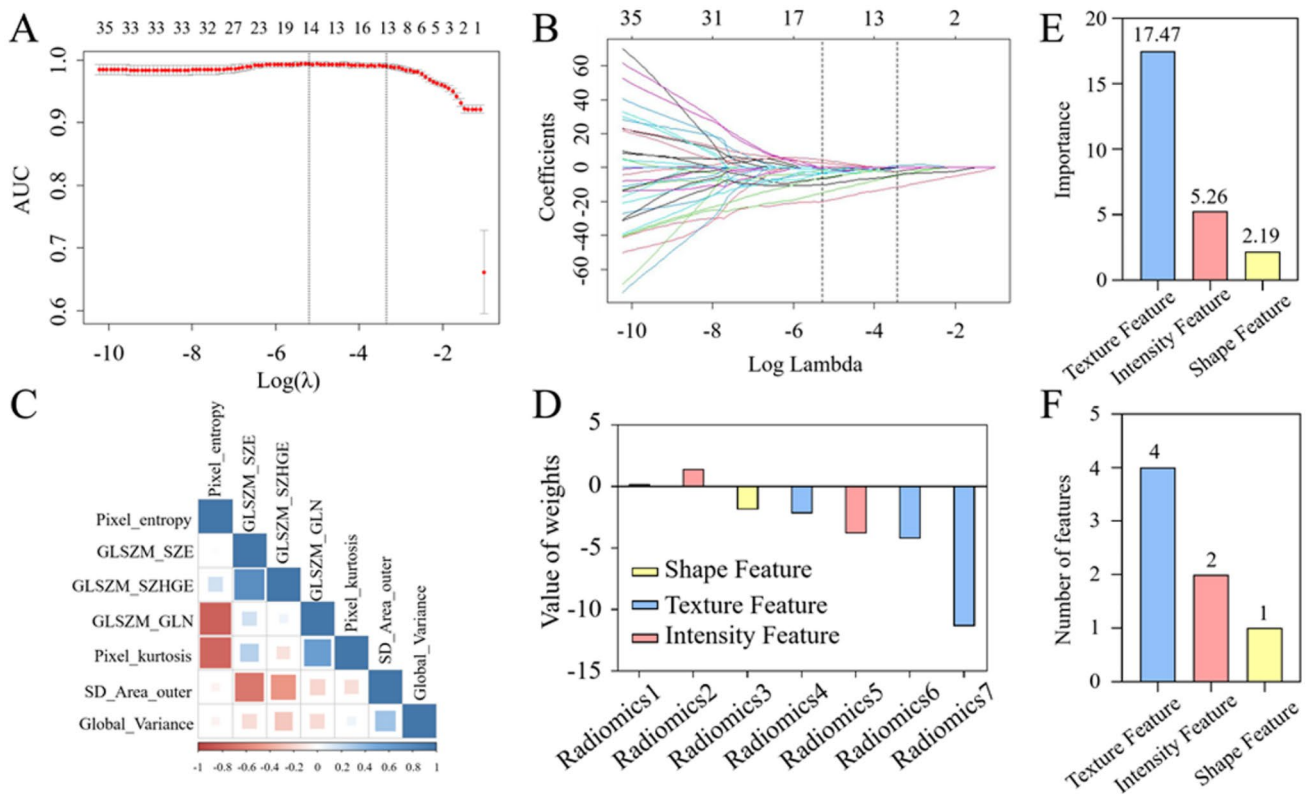 A
35 33 33 33 32 27 23 19 14 13 16 13 8 6 5 3 2 1
1.0
0.9
0.8
0.7
0.6
AUC
-10 -8 -6 -4 -2
Log(λ)
B
35 31 17 13 2
60
40
20
0
-20
-40
-60
Coefficients
-10 -8 -6 -4 -2
Log Lambda
E
20
15
10
5
0
Importance
17.47
5.26
2.19
Texture Feature
Intensity Feature
Shape Feature
C
Pixel_entropy
GLSZM_SZE
GLSZM_SZHGE
GLSZM_GLN
Pixel_kurtosis
SD_Area_outer
Global_Variance
Pixel_entropy
GLSZM_SZE
GLSZM_SZHGE
GLSZM_GLN
Pixel_kurtosis
SD_Area_outer
Global_Variance
-1 -0.8 -0.6 -0.4 -0.2 0 0.2 0.4 0.6 0.8 1
D
5
0
-5
-10
-15
Value of weights
Shape Feature
Texture Feature
Intensity Feature
Radiomics1
Radiomics2
Radiomics3
Radiomics4
Radiomics5
Radiomics6
Radiomics7
F
5
4
3
2
1
0
Number of features
4
2
1
Texture Feature
Intensity Feature
Shape Feature